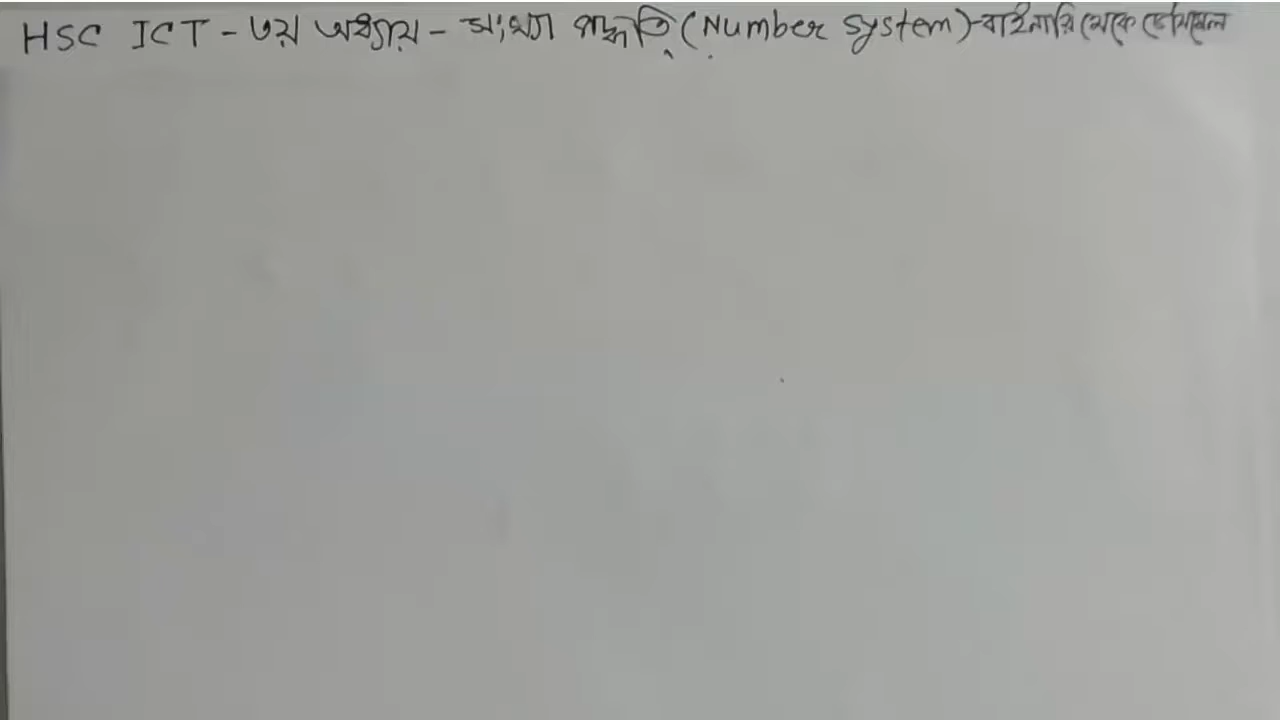 HSC ICT - ৩য় অধ্যায় - সংখ্যা পদ্ধতি (Number system)-বাইনারি থেকে ডেসিমেল